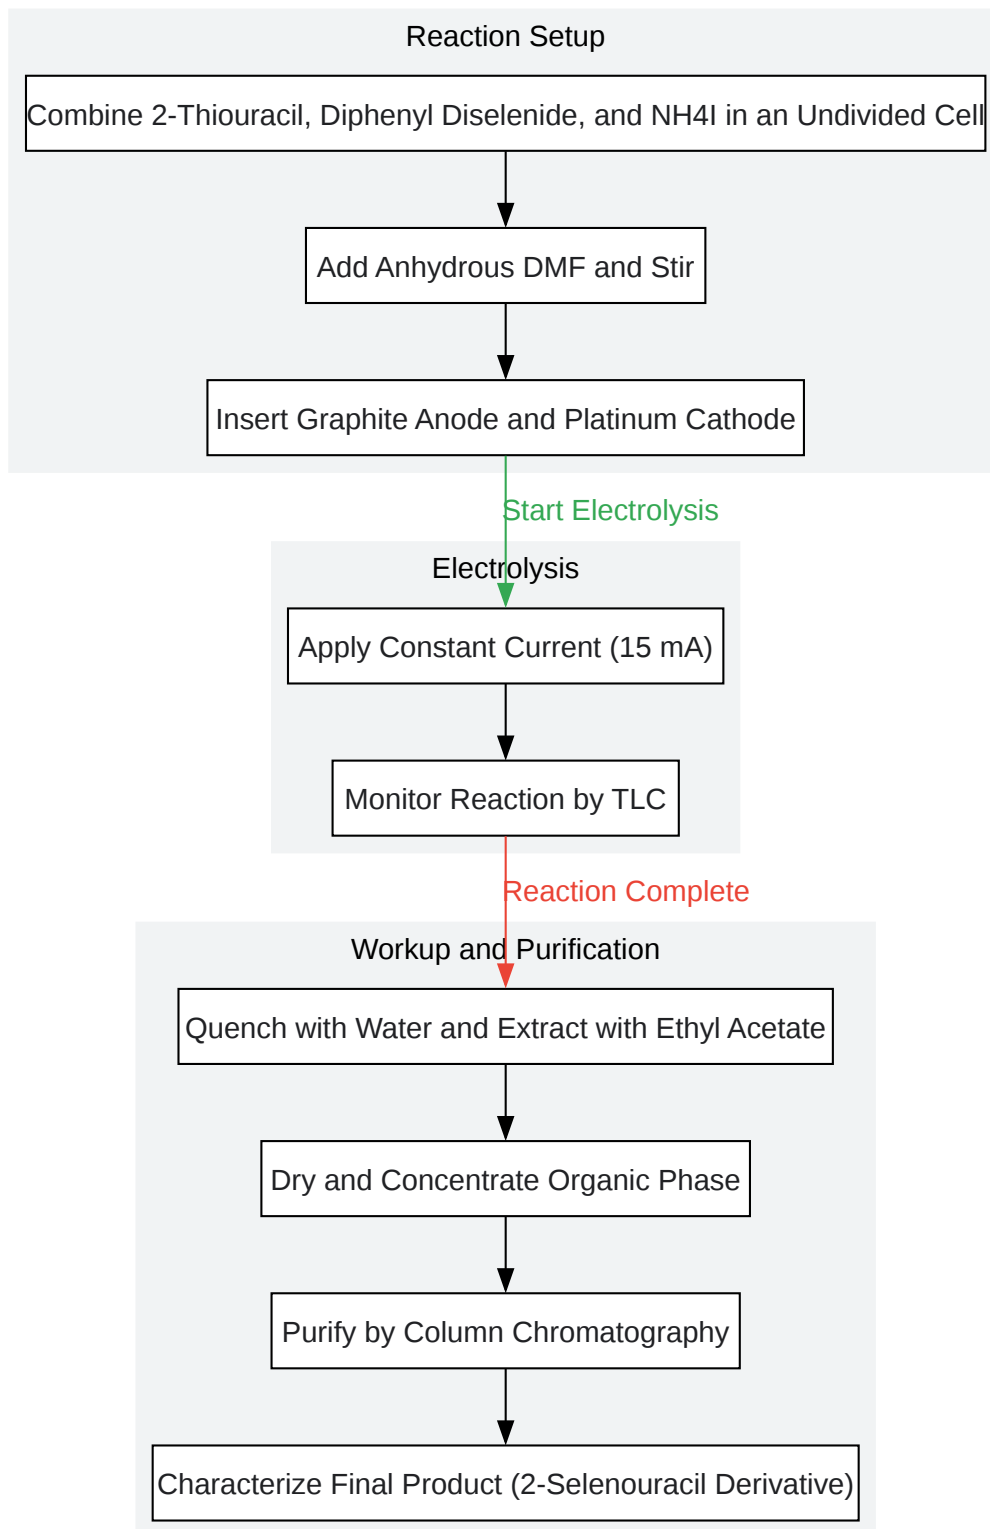 Reaction Setup
Combine 2-Thiouracil, Diphenyl Diselenide, and NH4I in an Undivided Cell
Add Anhydrous DMF and Stir
Insert Graphite Anode and Platinum Cathode
Start Electrolysis
Electrolysis
Apply Constant Current (15 mA)
Monitor Reaction by TLC
Reaction Complete
Workup and Purification
Quench with Water and Extract with Ethyl Acetate
Dry and Concentrate Organic Phase
Purify by Column Chromatography
Characterize Final Product (2-Selenouracil Derivative)